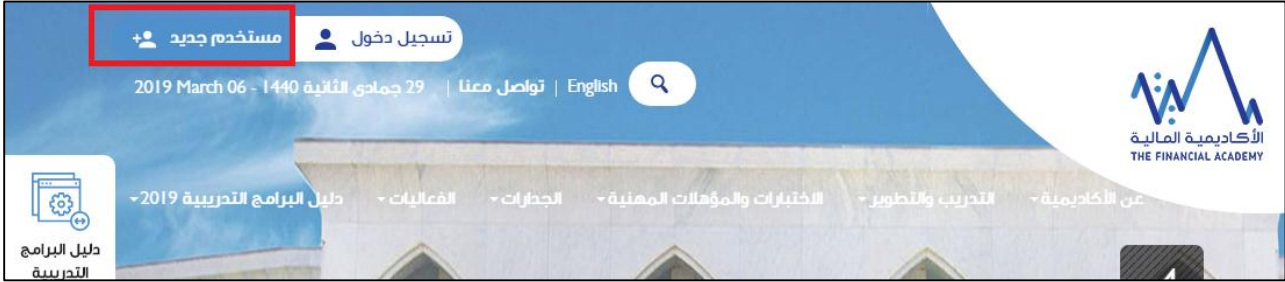 تسجيل دخول
مستخدم جديد
English | تواصل معنا | 29 جمادى الثانية 1440 - 06 March 2019
الأكاديمية المالية
THE FINANCIAL ACADEMY
عن الأكاديمية
التدريب والتطوير
الاختبارات والمؤهلات المهنية
الجدارات
الفعاليات
دليل البرامج التدريبية 2019
دليل البرامج
التدريبية